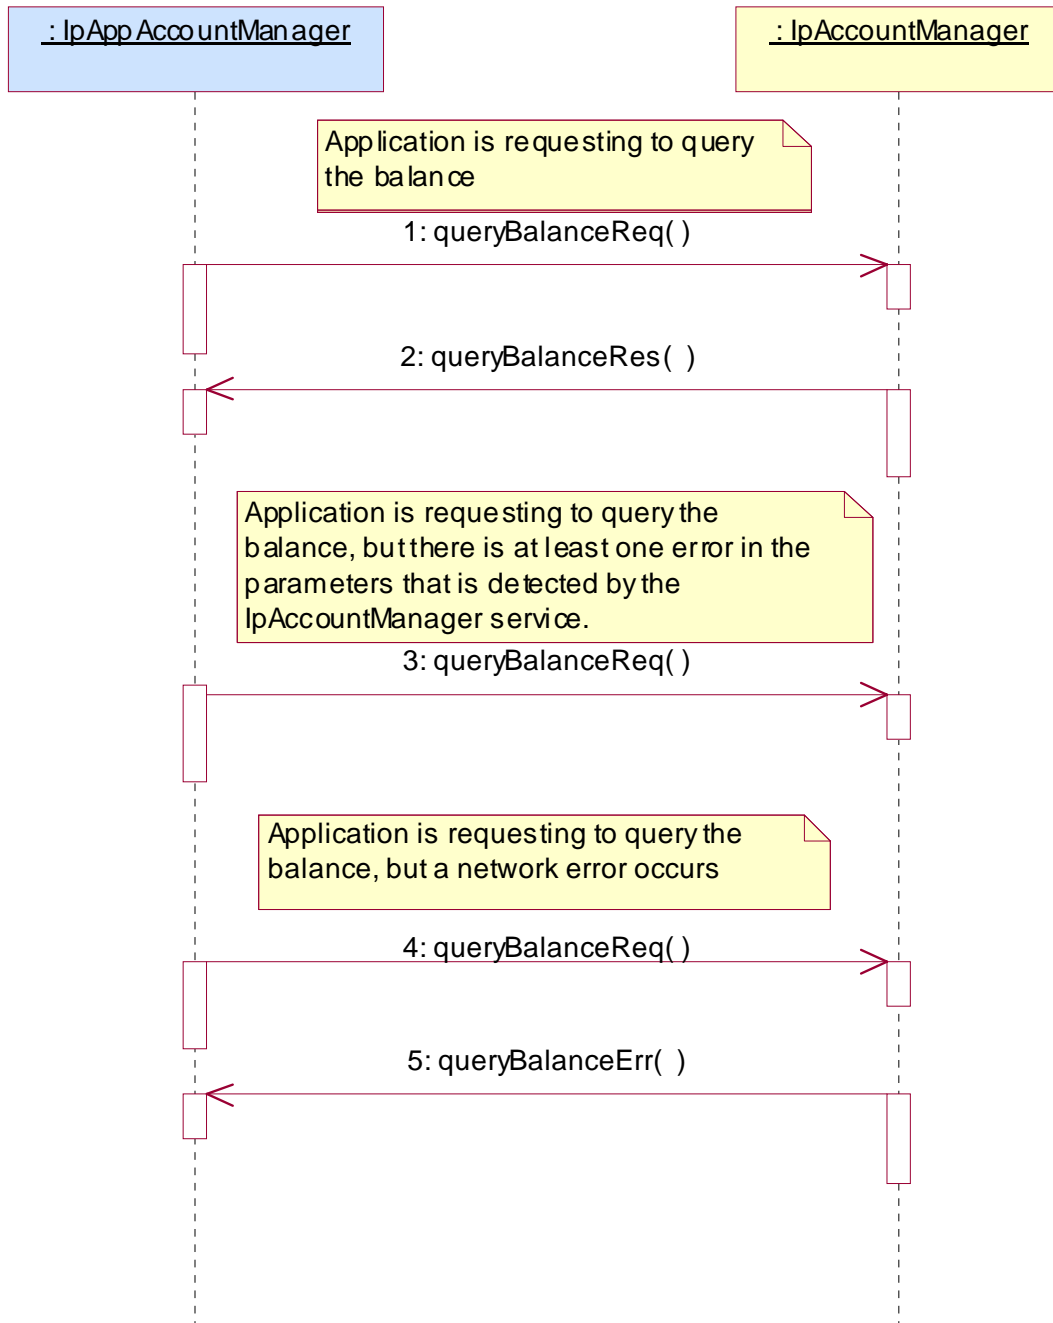 : IpAppAccountManager
: IpAccountManager
Application is requesting to query
the balance
1: queryBalanceReq( )
2: queryBalanceRes( )
Application is requesting to query the
balance, but there is at least one error in the
parameters that is detected by the
IpAccountManager service.
3: queryBalanceReq( )
Application is requesting to query the
balance, but a network error occurs
4: queryBalanceReq( )
5: queryBalanceErr( )